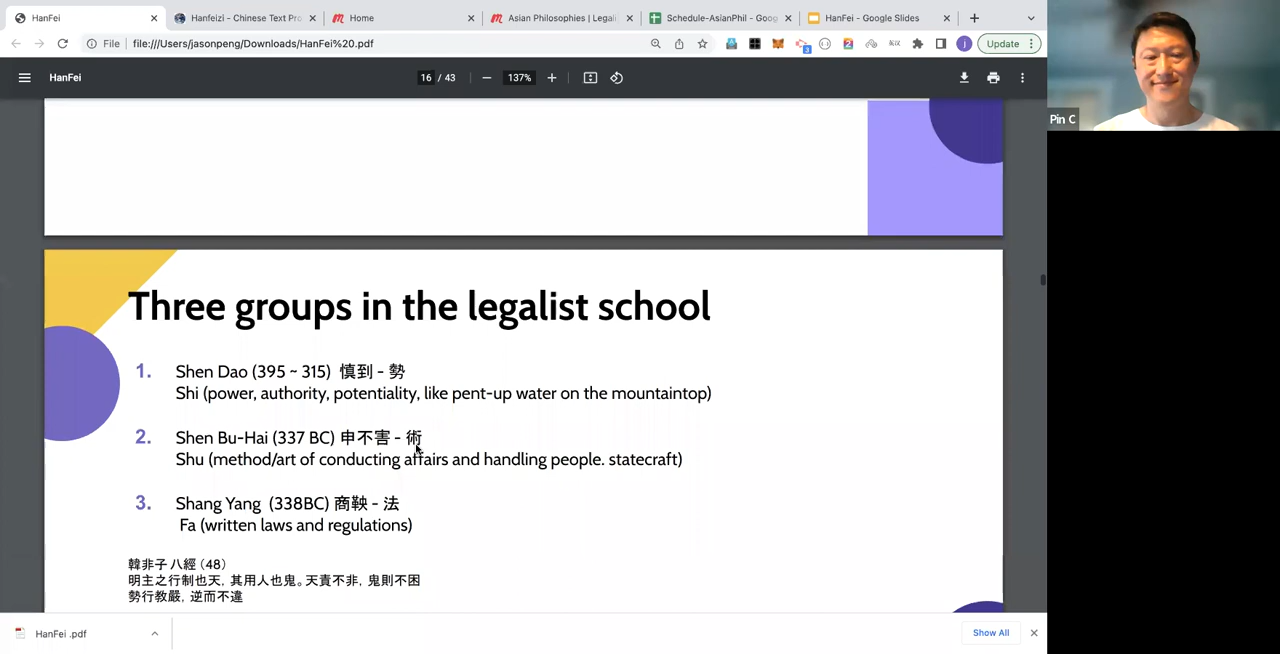 HanFei
Hanfeizi - Chinese Text Pro
Home
Asian Philosophies | Legali
Schedule-AsianPhil - Goog
HanFei - Google Slides
File
file:///Users/jasonpeng/Downloads/HanFei%20.pdf
Update
HanFei
16 / 43
137%
Pin C
Three groups in the legalist school
1. Shen Dao (395 ~ 315) 慎到 - 勢
Shi (power, authority, potentiality, like pent-up water on the mountaintop)
2. Shen Bu-Hai (337 BC) 申不害 - 術
Shu (method/art of conducting affairs and handling people. statecraft)
3. Shang Yang (338BC) 商鞅 - 法
Fa (written laws and regulations)
韓非子 八經 (48)
明主之行制也天, 其用人也鬼。天責不非, 鬼則不困
勢行教嚴, 逆而不違
HanFei .pdf
Show All